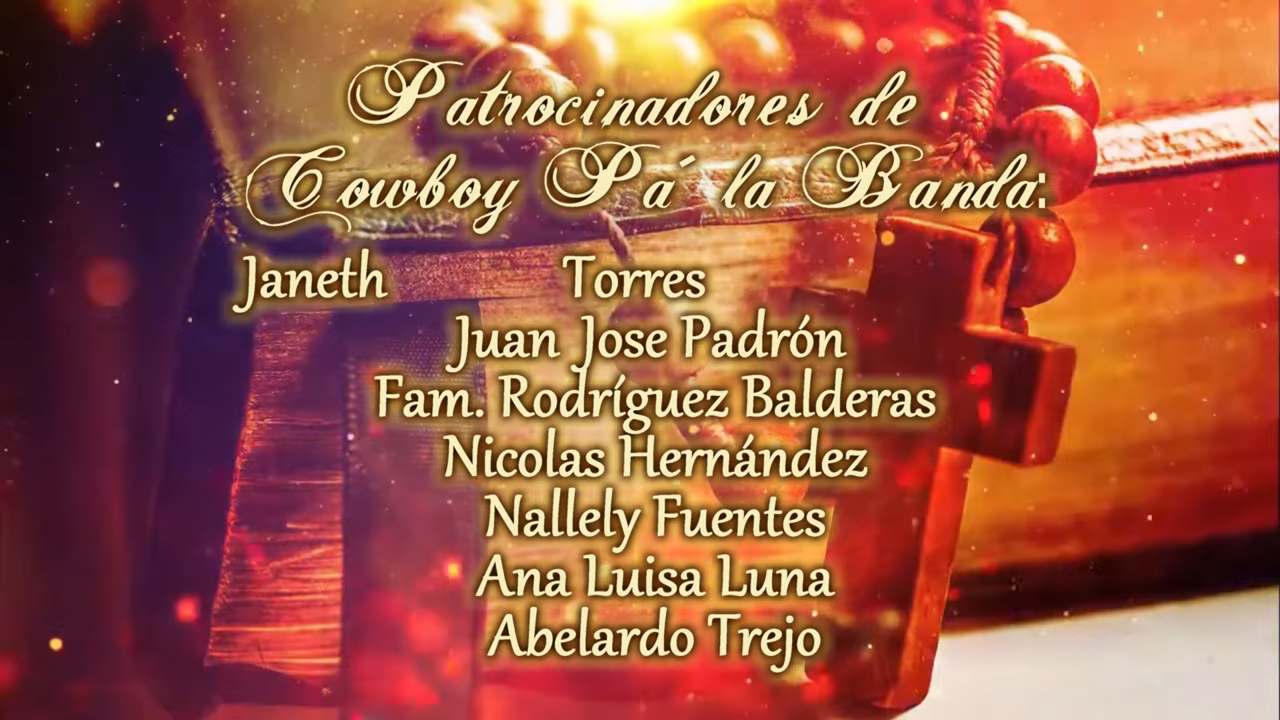 Patrocinadores de
Cowboy Pá´ la Banda:
Janeth Torres
Juan Jose Padrón
Fam. Rodríguez Balderas
Nicolas Hernández
Nallely Fuentes
Ana Luisa Luna
Abelardo Trejo